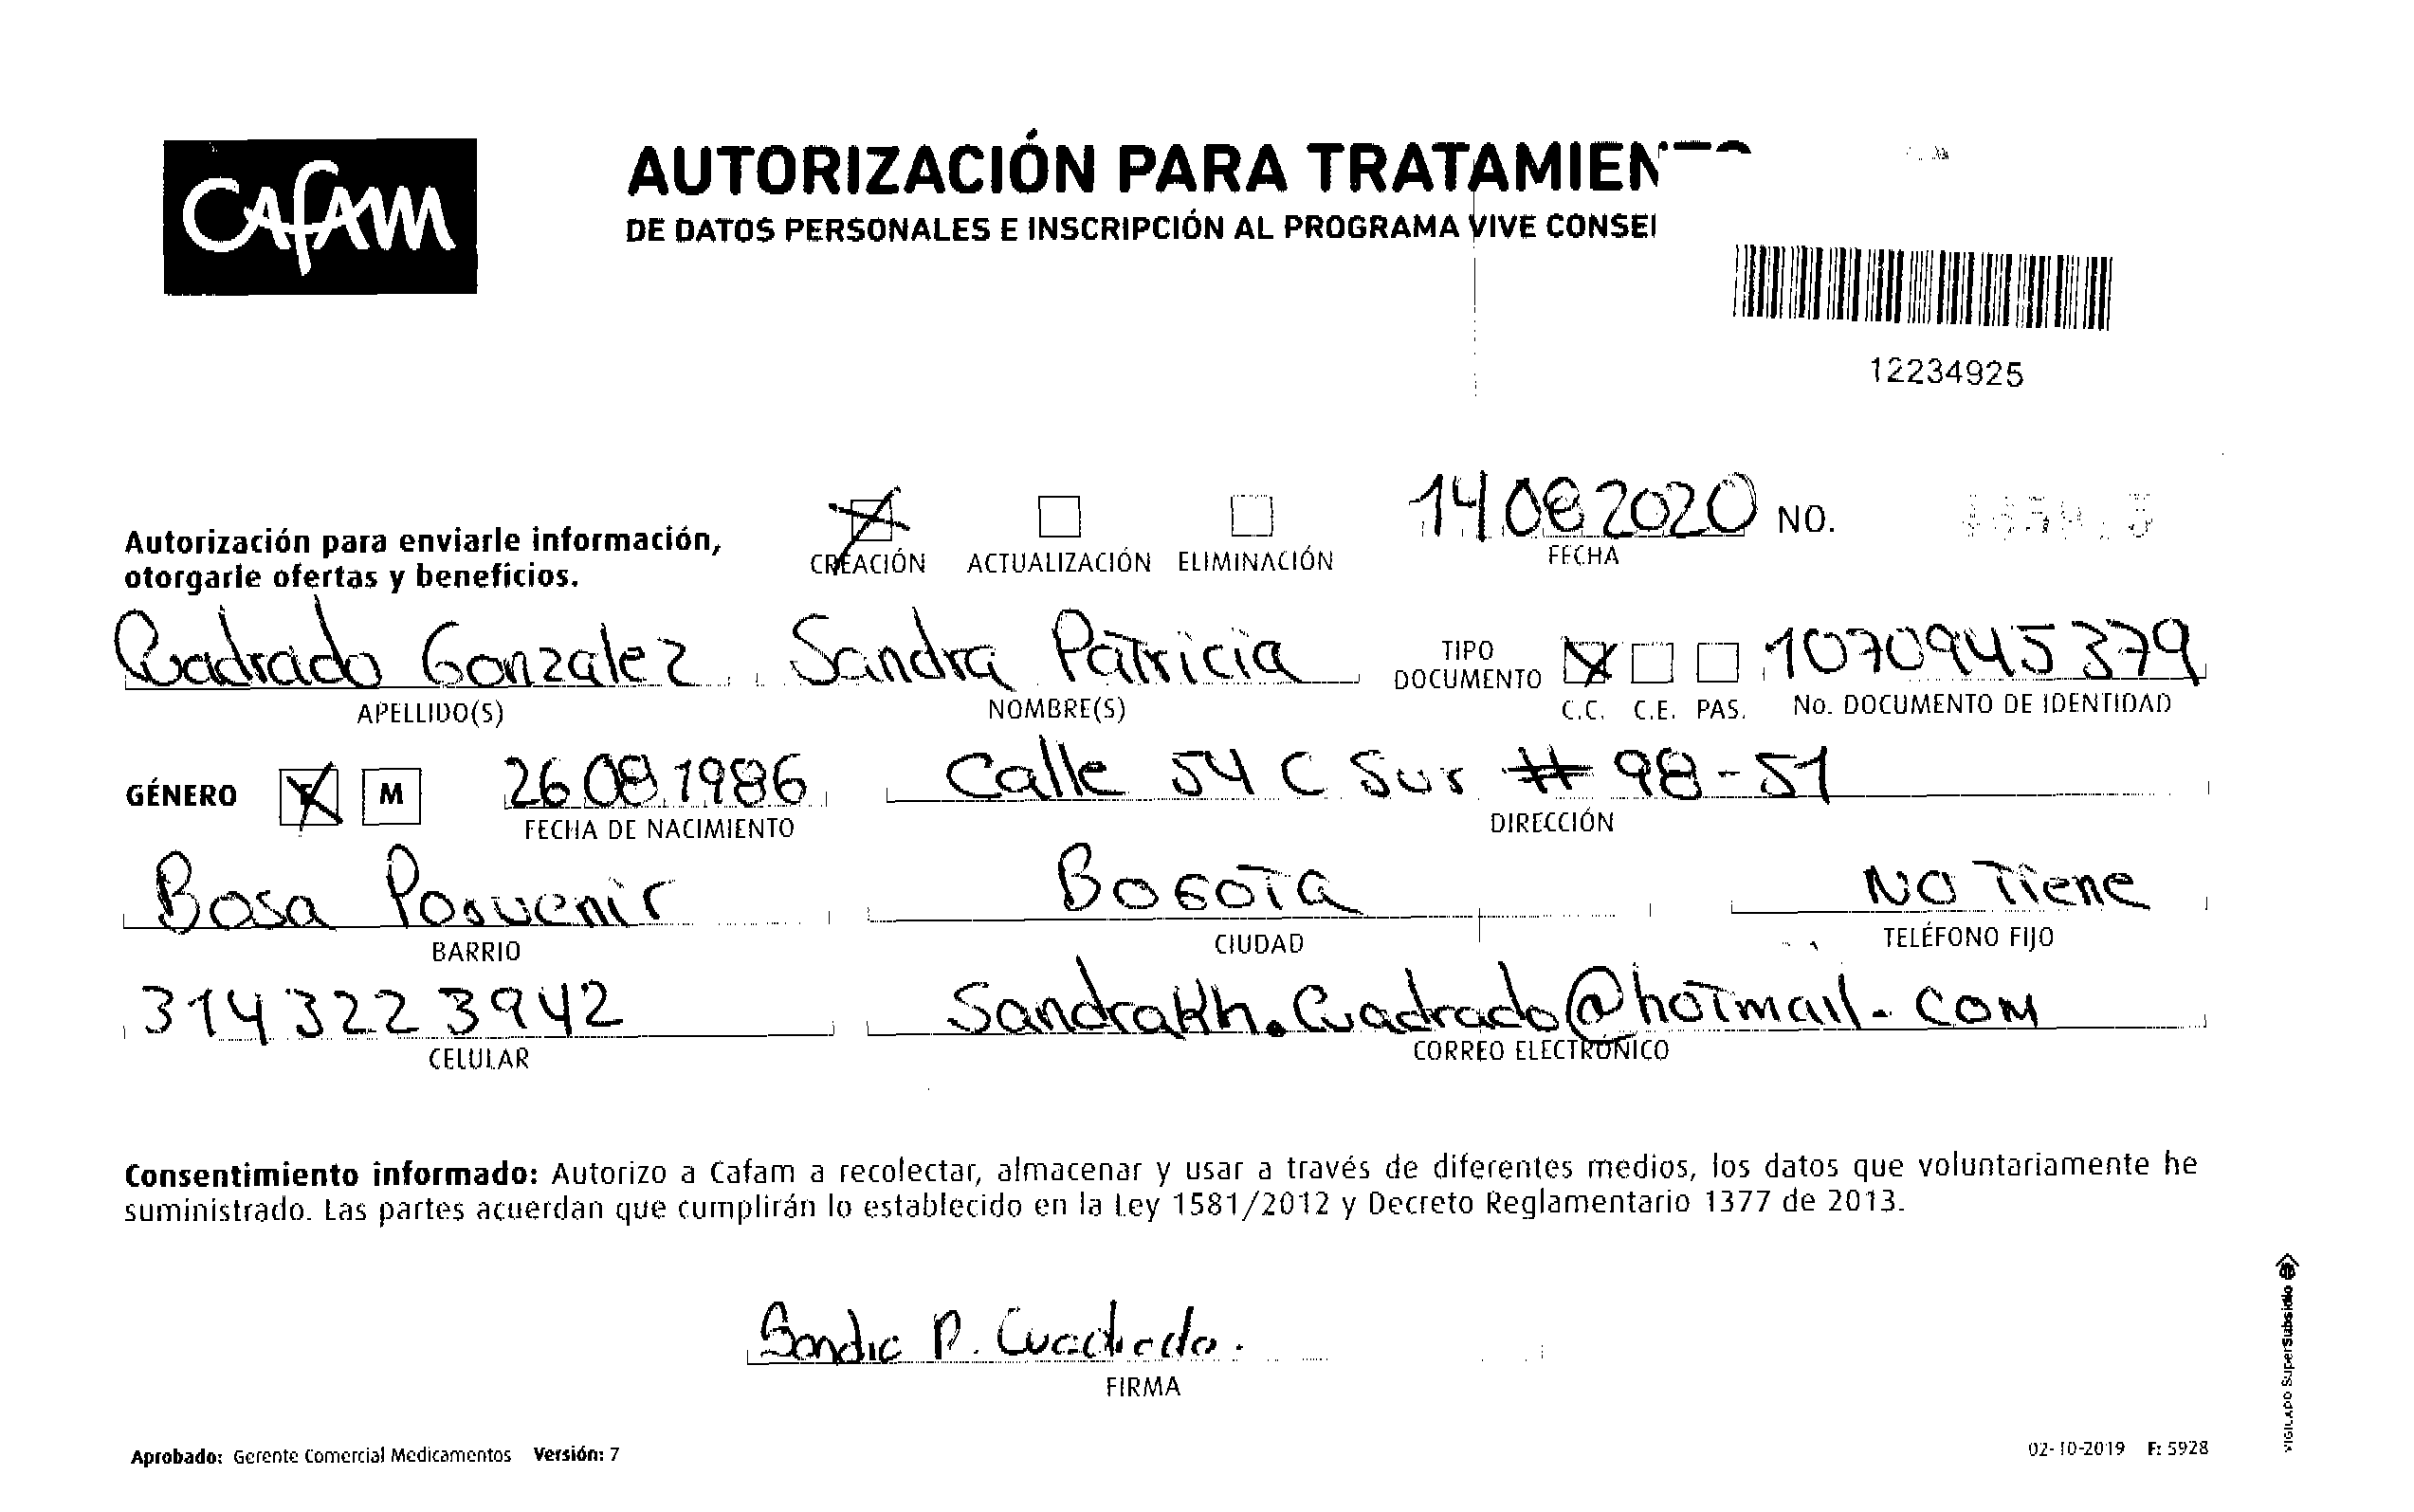 Cafam
AUTORIZACIÓN PARA
DE DATOS PERSONALES E INSCRIPCIÓN AL PROGRAMA VIVE
12234925
Autorización para enviarle información,
otorgarle ofertas y beneficios.
CREACIÓN ACTUALIZACIÓN ELIMINACIÓN
14 08 2020 NO.
FECHA
Cuadrado Gonzalez Sandra Patricia TIPO DOCUMENTO 1070945379
APELLIDO(S) NOMBRE(S) C.C. C.E. PAS. No. DOCUMENTO DE IDENTIDAD
GÉNERO F M 26 08 1986 Calle 54 C Sur # 98-51
FECHA DE NACIMIENTO DIRECCIÓN
Bosa Porvenir BOGOTA NO Tiene
BARRIO CIUDAD TELÉFONO FIJO
314 322 3942 SandraKh.Cuadrado@hotmail.com
CELULAR CORREO ELECTRÓNICO
Consentimiento informado: Autorizo a Cafam a recolectar, almacenar y usar a través de diferentes medios, los datos que voluntariamente he
suministrado. Las partes acuerdan que cumplirán lo establecido en la Ley 1581/2012 y Decreto Reglamentario 1377 de 2013.
Sandra P. Cuadrado.
FIRMA
Aprobado: Gerente Comercial Medicamentos Versión: 7
02-10-2019 F: 5928
VIGILADO SuperSubsidio